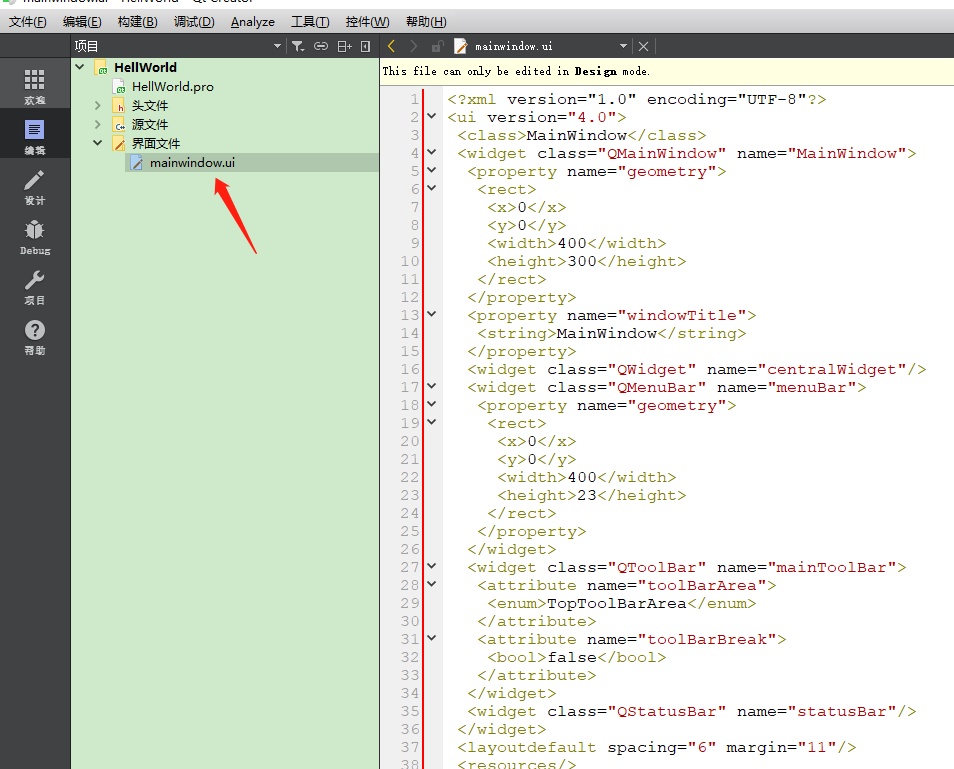 文件(F) 编辑(E) 构建(B) 调试(D) Analyze 工具(T) 控件(W) 帮助(H)
项目
mainwindow.ui
欢迎
编辑
设计
Debug
项目
帮助
HellWorld
HellWorld.pro
头文件
源文件
界面文件
mainwindow.ui
This file can only be edited in Design mode.
1 <?xml version="1.0" encoding="UTF-8"?>
2 <ui version="4.0">
3 <class>MainWindow</class>
4 <widget class="QMainWindow" name="MainWindow">
5 <property name="geometry">
6 <rect>
7 <x>0</x>
8 <y>0</y>
9 <width>400</width>
10 <height>300</height>
11 </rect>
12 </property>
13 <property name="windowTitle">
14 <string>MainWindow</string>
15 </property>
16 <widget class="QWidget" name="centralWidget"/>
17 <widget class="QMenuBar" name="menuBar">
18 <property name="geometry">
19 <rect>
20 <x>0</x>
21 <y>0</y>
22 <width>400</width>
23 <height>23</height>
24 </rect>
25 </property>
26 </widget>
27 <widget class="QToolBar" name="mainToolBar">
28 <attribute name="toolBarArea">
29 <enum>TopToolBarArea</enum>
30 </attribute>
31 <attribute name="toolBarBreak">
32 <bool>false</bool>
33 </attribute>
34 </widget>
35 <widget class="QStatusBar" name="statusBar"/>
36 </widget>
37 <layoutdefault spacing="6" margin="11"/>
38 <resources/>